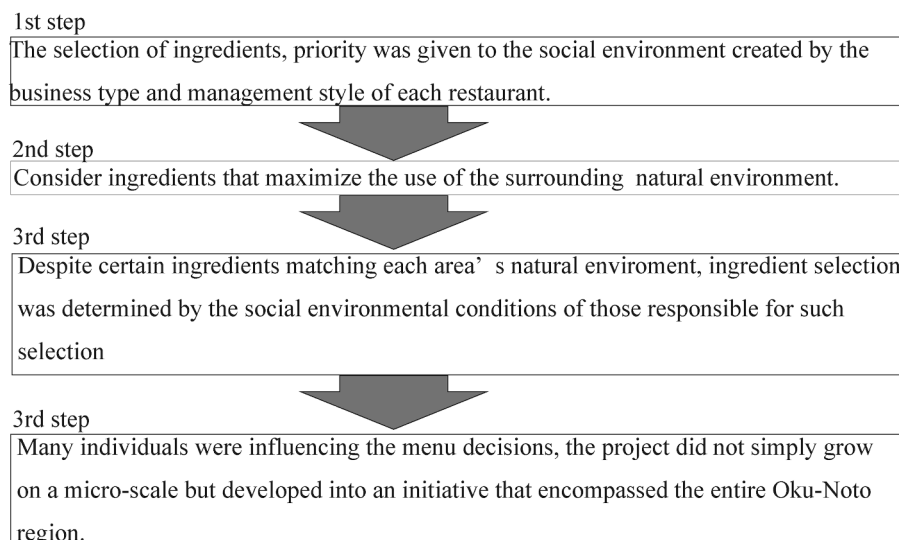 1st step
The selection of ingredients, priority was given to the social environment created by the
business type and management style of each restaurant.
2nd step
Consider ingredients that maximize the use of the surrounding natural environment.
3rd step
Despite certain ingredients matching each area’ s natural enviroment, ingredient selection
was determined by the social environmental conditions of those responsible for such
selection
3rd step
Many individuals were influencing the menu decisions, the project did not simply grow
on a micro-scale but developed into an initiative that encompassed the entire Oku-Noto
region.